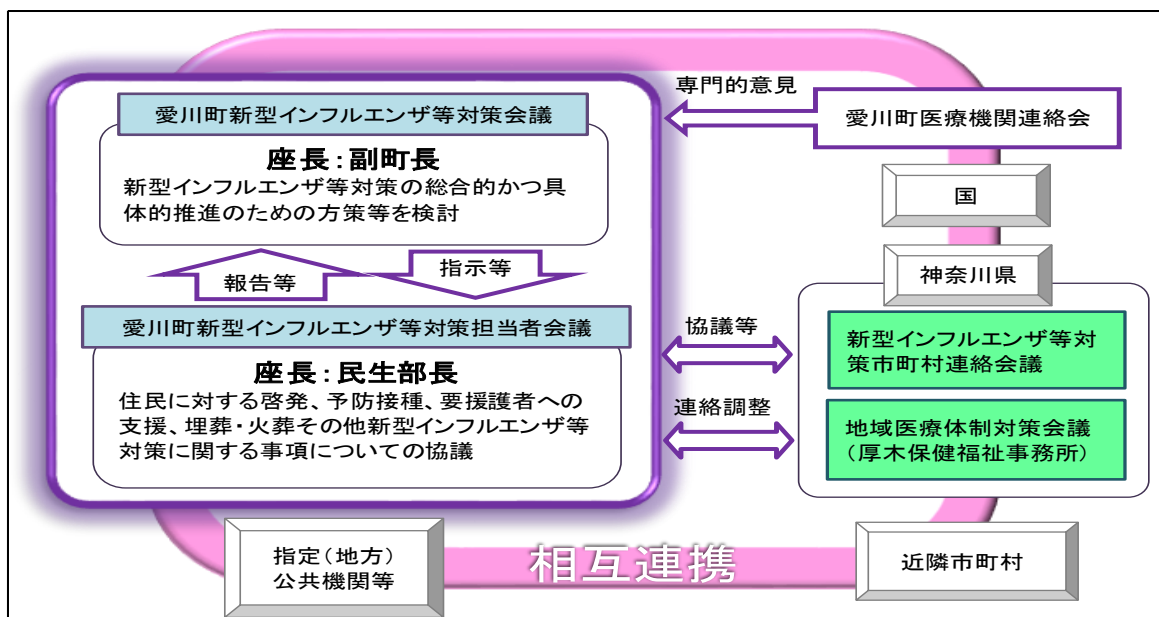 愛川町新型インフルエンザ等対策会議
座長：副町長
新型インフルエンザ等対策の総合的かつ具
体的推進のための方策等を検討
報告等
指示等
愛川町新型インフルエンザ等対策担当者会議
座長：民生部長
住民に対する啓発、予防接種、要援護者への
支援、埋葬・火葬その他新型インフルエンザ等
対策に関する事項についての協議
専門的意見
愛川町医療機関連絡会
国
神奈川県
協議等
新型インフルエンザ等対
策市町村連絡会議
連絡調整
地域医療体制対策会議
（厚木保健福祉事務所）
指定（地方）
公共機関等
相互連携
近隣市町村